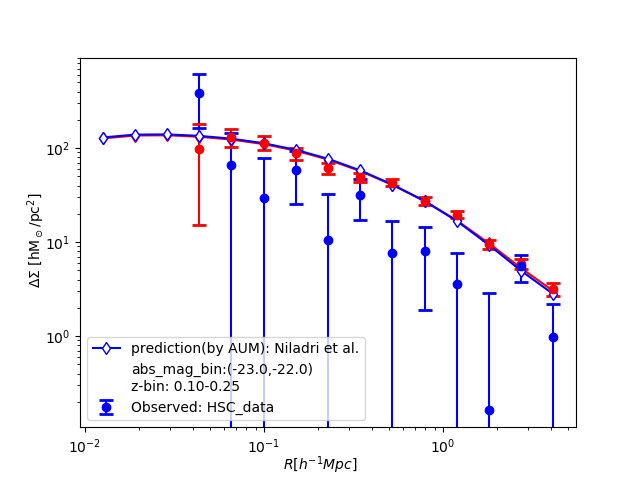 10²
10¹
10⁰
ΔΣ [hM⊙/pc²]
prediction(by AUM): Niladri et al.
abs_mag_bin:(-23.0,-22.0)
z-bin: 0.10-0.25
Observed: HSC_data
10⁻² 10⁻¹ 10⁰
R[h⁻¹Mpc]